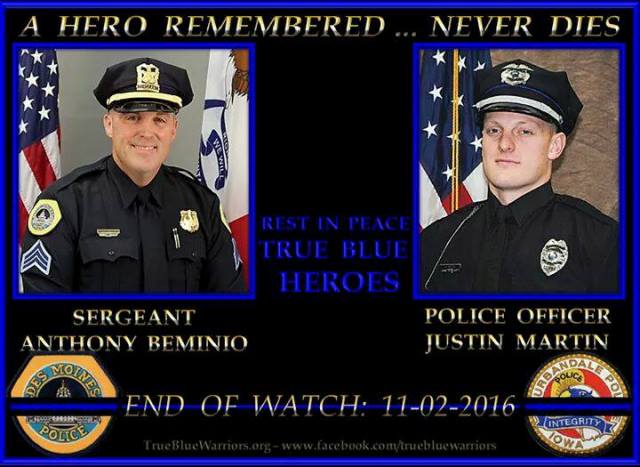 A HERO REMEMBERED ... NEVER DIES
REST IN PEACE
TRUE BLUE
HEROES
SERGEANT
ANTHONY BEMINIO
POLICE OFFICER
JUSTIN MARTIN
DES MOINES
POLICE
END OF WATCH: 11-02-2016
URBANDALE
POLICE
INTEGRITY
IOWA
TrueBlueWarriors.org - www.facebook.com/truebluewarriors